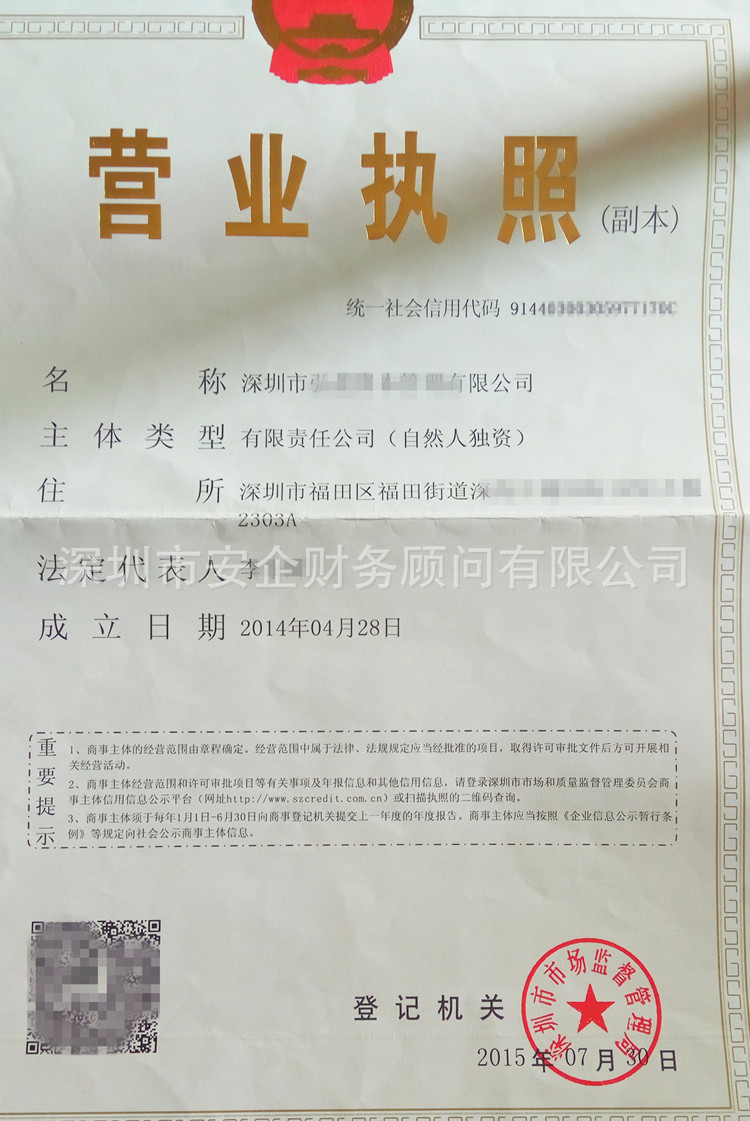 营业执照(副本)
统一社会信用代码 9144
名称 深圳市 有限公司
主体类型 有限责任公司（自然人独资）
住所 深圳市福田区福田街道深
2303A
法定代表人 李
深圳市安企财务顾问有限公司
成立日期 2014年04月28日
重要提示
1、商事主体的经营范围由章程确定。经营范围中属于法律、法规规定应当经批准的项目，取得许可审批文件后方可开展相
关经营活动。
2、商事主体经营范围和许可审批项目等有关事项及年报信息和其他信用信息，请登录深圳市市场和质量监督管理委员会商
事主体信用信息公示平台（网址http://www.szcredit.com.cn）或扫描执照的二维码查询。
3、商事主体须于每年1月1日-6月30日向商事登记机关提交上一年度的年度报告。商事主体应当按照《企业信息公示暂行条
例》等规定向社会公示商事主体信息。
登记机关
深圳市市场监督管理局
2015年07月30日